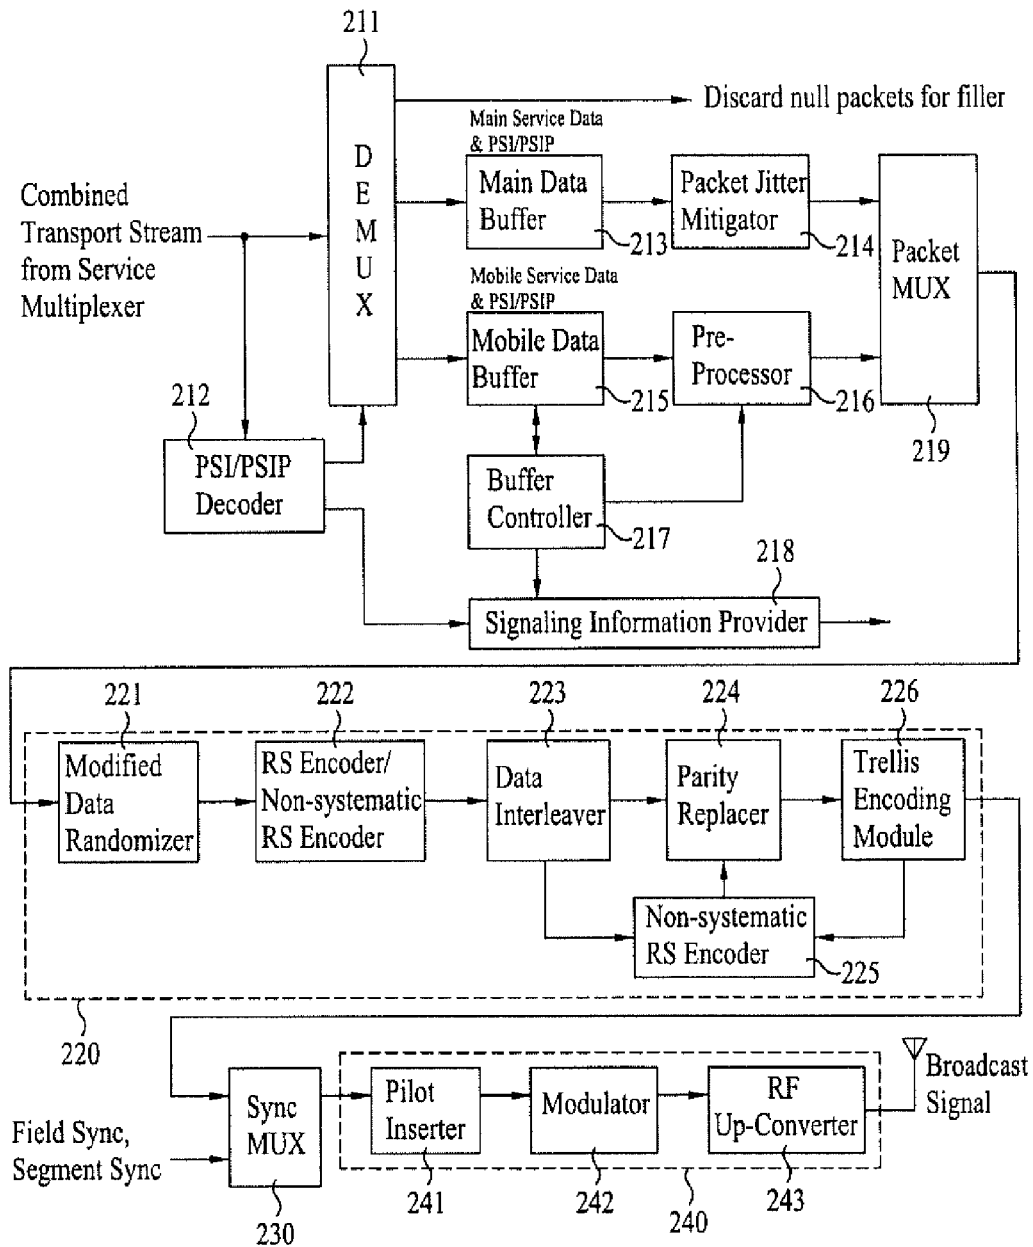 211
DEMUX
Discard null packets for filler
Main Service Data
& PSI/PSIP
Main Data
Buffer
213
Packet Jitter
Mitigator
214
Packet
MUX
219
Combined
Transport Stream
from Service
Multiplexer
Mobile Service Data
& PSI/PSIP
Mobile Data
Buffer
215
Pre-
Processor
216
212
PSI/PSIP
Decoder
Buffer
Controller
217
218
Signaling Information Provider
221
Modified
Data
Randomizer
222
RS Encoder/
Non-systematic
RS Encoder
223
Data
Interleaver
224
Parity
Replacer
226
Trellis
Encoding
Module
Non-systematic
RS Encoder
225
220
Field Sync,
Segment Sync
Sync
MUX
230
Pilot
Inserter
241
Modulator
242
RF
Up-Converter
243
240
Broadcast
Signal